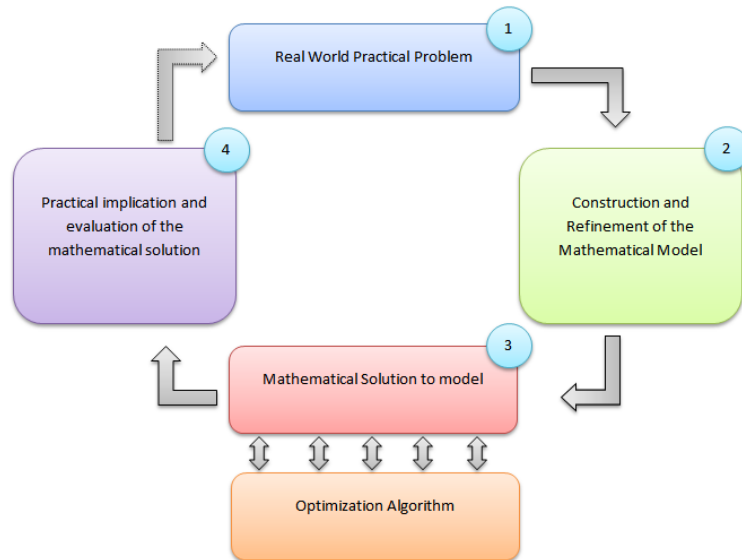 1
Real World Practical Problem
2
Construction and
Refinement of the
Mathematical Model
3
Mathematical Solution to model
Optimization Algorithm
4
Practical implication and
evaluation of the
mathematical solution